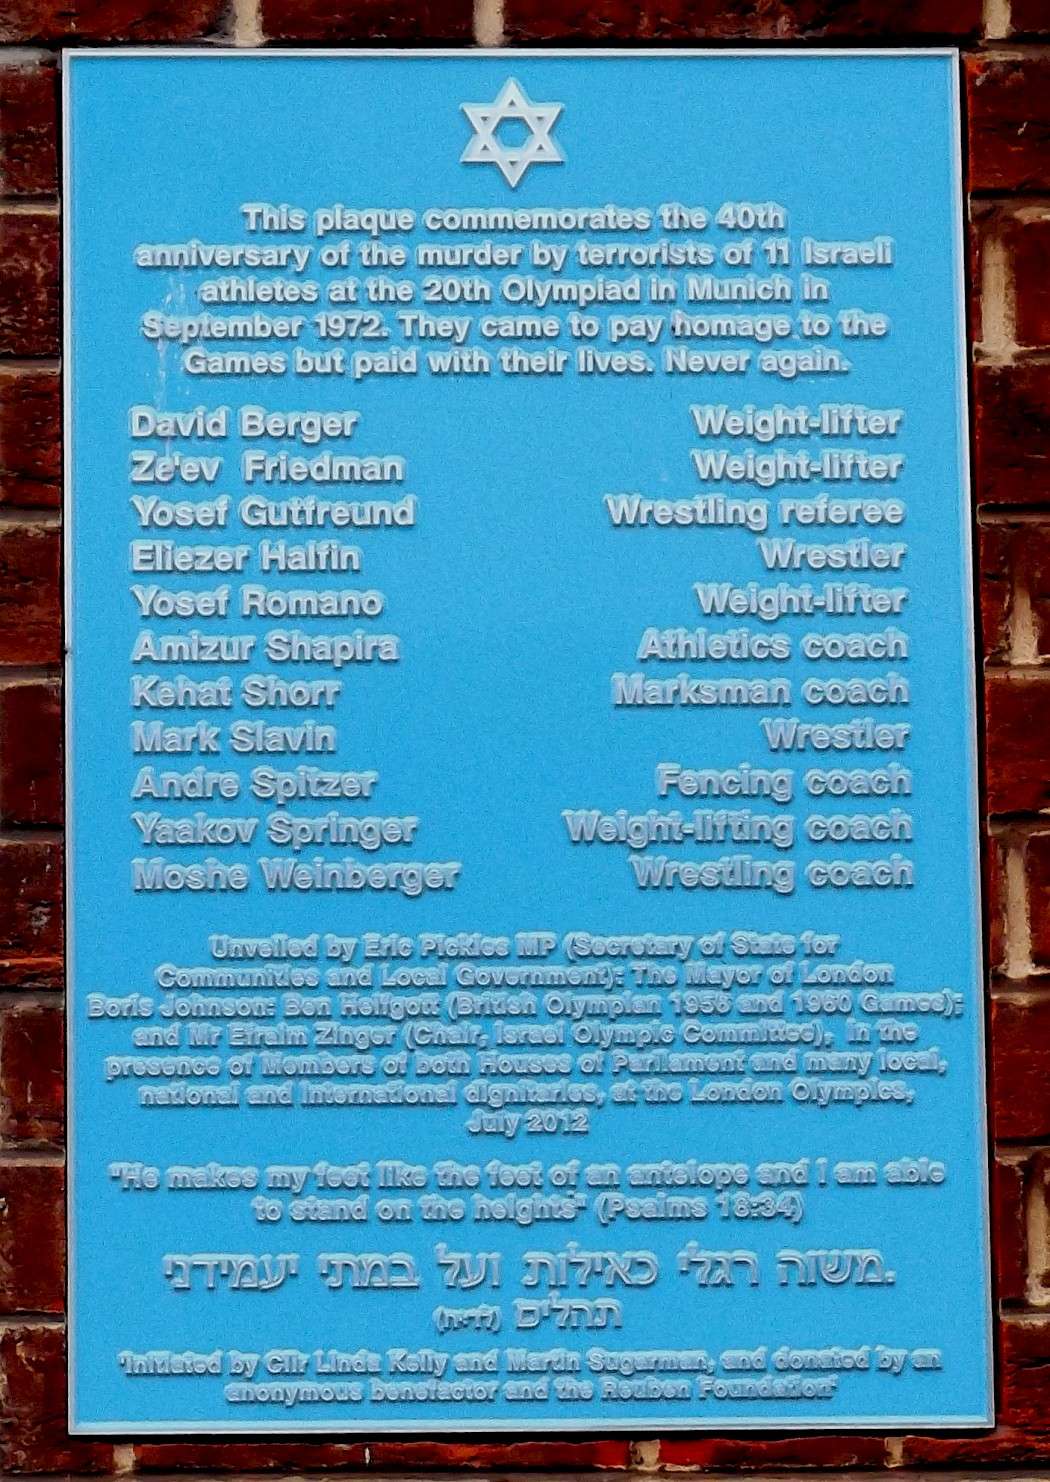 This plaque commemorates the 40th
anniversary of the murder by terrorists of 11 Israeli
athletes at the 20th Olympiad in Munich in
September 1972. They came to pay homage to the
Games but paid with their lives. Never again.
David Berger Weight-lifter
Ze'ev Friedman Weight-lifter
Yosef Gutfreund Wrestling referee
Eliezer Halfin Wrestler
Yosef Romano Weight-lifter
Amizur Shapira Athletics coach
Kehat Shorr Marksman coach
Mark Slavin Wrestler
Andre Spitzer Fencing coach
Yaakov Springer Weight-lifting coach
Moshe Weinberger Wrestling coach
Unveiled by Eric Pickles MP (Secretary of State for
Communities and Local Government): The Mayor of London
Boris Johnson: Ben Helfgott (British Olympian 1956 and 1960 Games):
and Mr Efraim Zinger (Chair, Israel Olympic Committee), in the
presence of Members of both Houses of Parliament and many local,
national and international dignitaries, at the London Olympics,
July 2012
"He makes my feet like the feet of an antelope and I am able
to stand on the heights" (Psalms 18:34)
משוה רגלי כאילות ועל במתי יעמידני.
תהלים (לד:יח)
'Initiated by Cllr Linda Kelly and Martin Sugarman, and donated by an
anonymous benefactor and the Reuben Foundation'